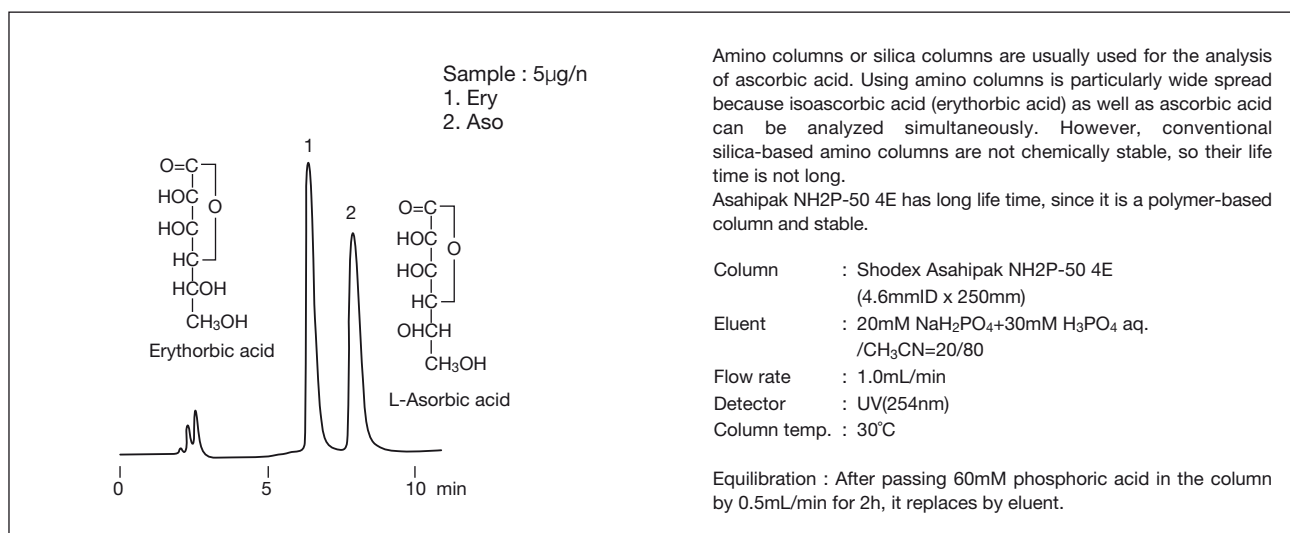 Sample : 5μg/n
1. Ery
2. Aso
1
2
O=C
HOC
O
HOC
HC
HCOH
CH₃OH
Erythorbic acid
O=C
HOC
O
HOC
HC
OHCH
CH₃OH
L-Asorbic acid
0 5 10 min
Amino columns or silica columns are usually used for the analysis
of ascorbic acid. Using amino columns is particularly wide spread
because isoascorbic acid (erythorbic acid) as well as ascorbic acid
can be analyzed simultaneously. However, conventional
silica-based amino columns are not chemically stable, so their life
time is not long.
Asahipak NH2P-50 4E has long life time, since it is a polymer-based
column and stable.
Column : Shodex Asahipak NH2P-50 4E
(4.6mmID x 250mm)
Eluent : 20mM NaH₂PO₄+30mM H₃PO₄ aq.
/CH₃CN=20/80
Flow rate : 1.0mL/min
Detector : UV(254nm)
Column temp. : 30°C
Equilibration : After passing 60mM phosphoric acid in the column
by 0.5mL/min for 2h, it replaces by eluent.